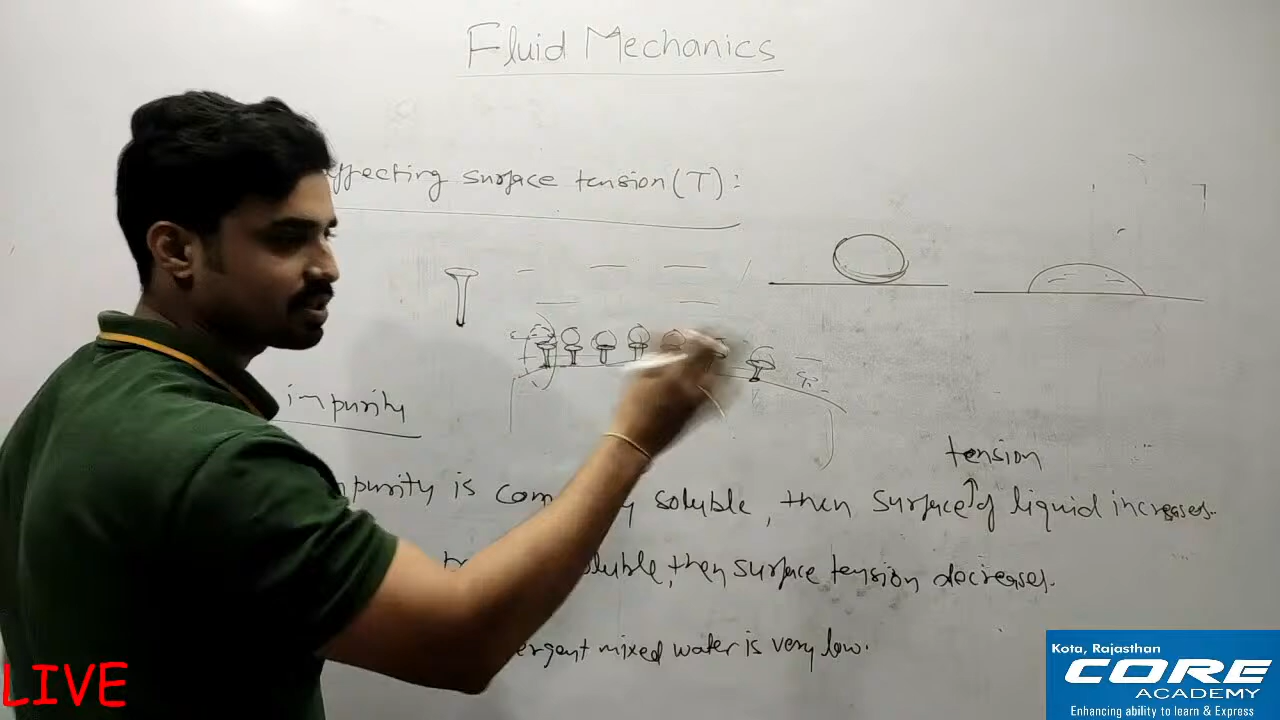 Fluid Mechanics
ffecting surface tension (T) :
impurity
tension
purity is com y soluble, then surface of liquid increases.
oluble, then surface tension decreases.
ergent mixed water is very low.
LIVE
Kota, Rajasthan
CORE
ACADEMY
Enhancing ability to learn & Express